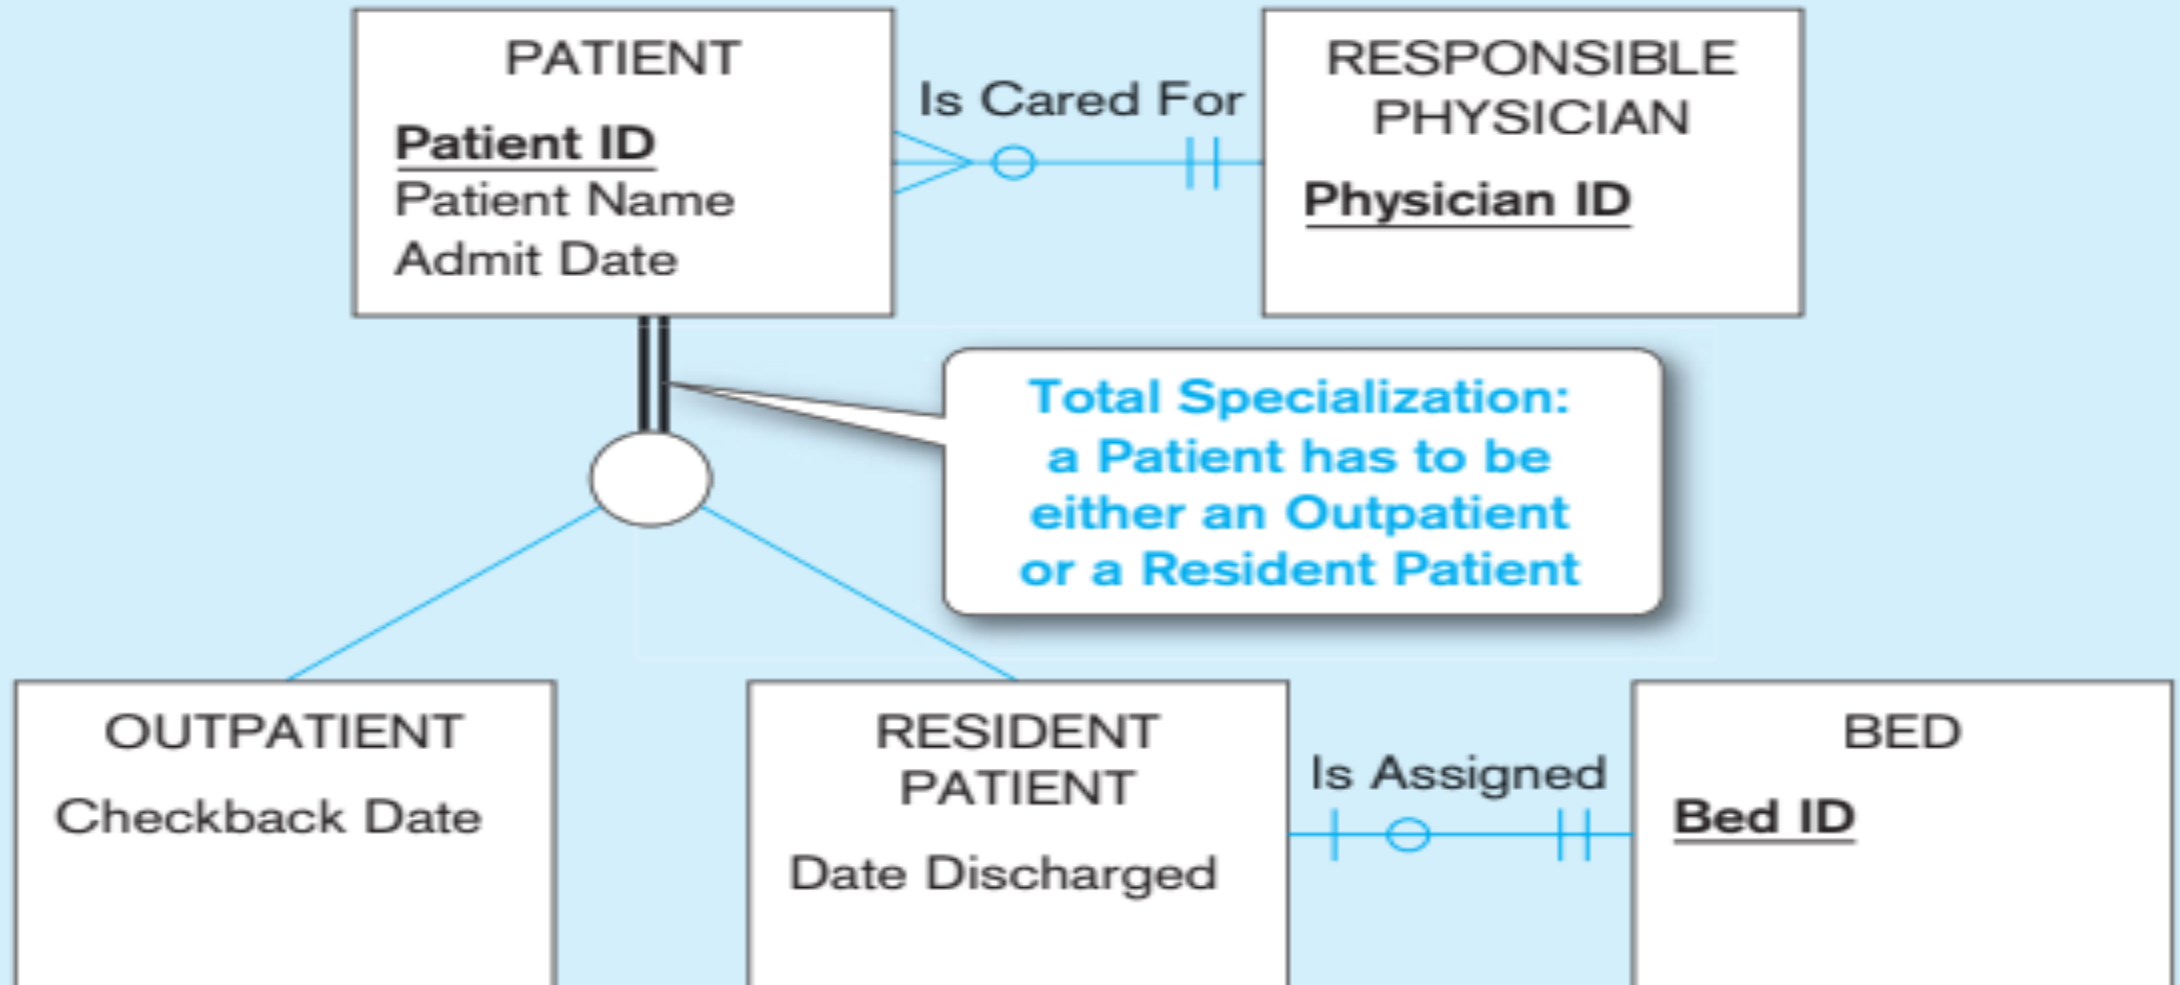 PATIENT
Patient ID
Patient Name
Admit Date
Is Cared For
RESPONSIBLE
PHYSICIAN
Physician ID
Total Specialization:
a Patient has to be
either an Outpatient
or a Resident Patient
OUTPATIENT
Checkback Date
RESIDENT
PATIENT
Date Discharged
Is Assigned
BED
Bed ID